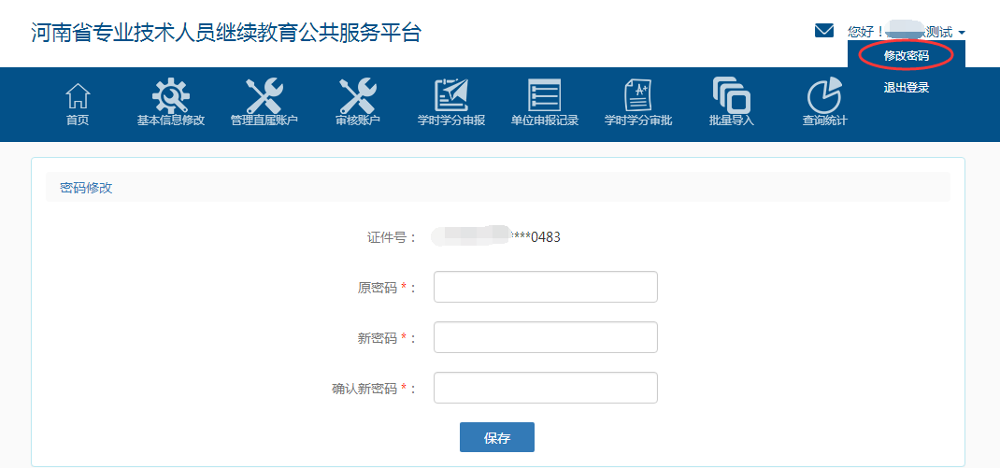 河南省专业技术人员继续教育公共服务平台
您好！ 测试
修改密码
退出登录
首页
基本信息修改
管理直属账户
审核账户
学时学分申报
单位申报记录
学时学分审批
批量导入
查询统计
密码修改
证件号： ***0483
原密码 *：
新密码 *：
确认新密码 *：
保存